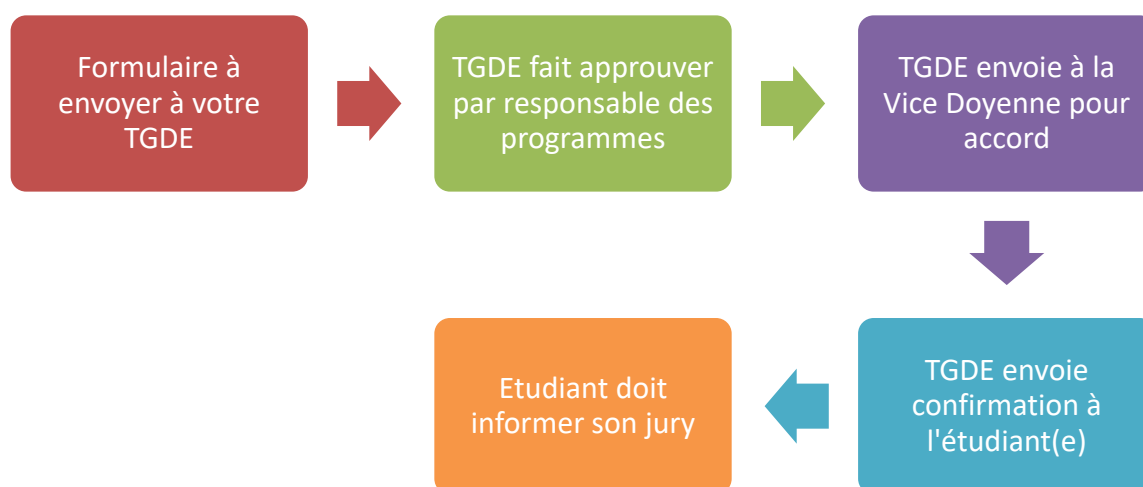 Formulaire à
envoyer à votre
TGDE
TGDE fait approuver
par responsable des
programmes
TGDE envoie à la
Vice Doyenne pour
accord
TGDE envoie
confirmation à
l'étudiant(e)
Etudiant doit
informer son jury